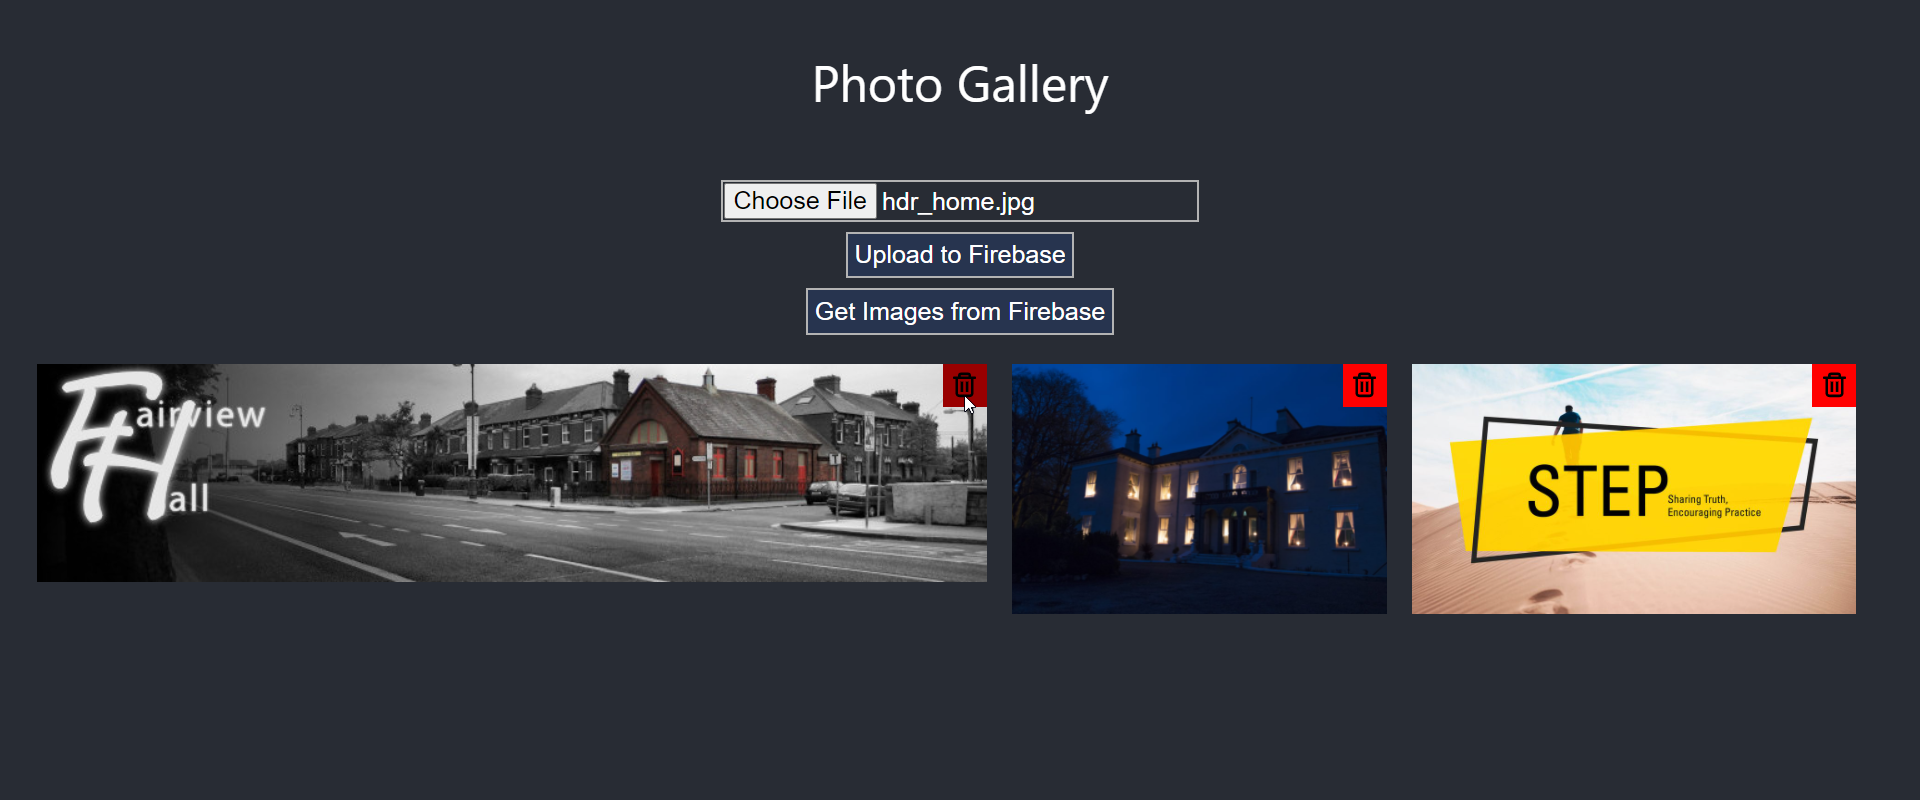 Photo Gallery
Choose File hdr_home.jpg
Upload to Firebase
Get Images from Firebase
Fairview
Hall
STEP
Sharing Truth,
Encouraging Practice